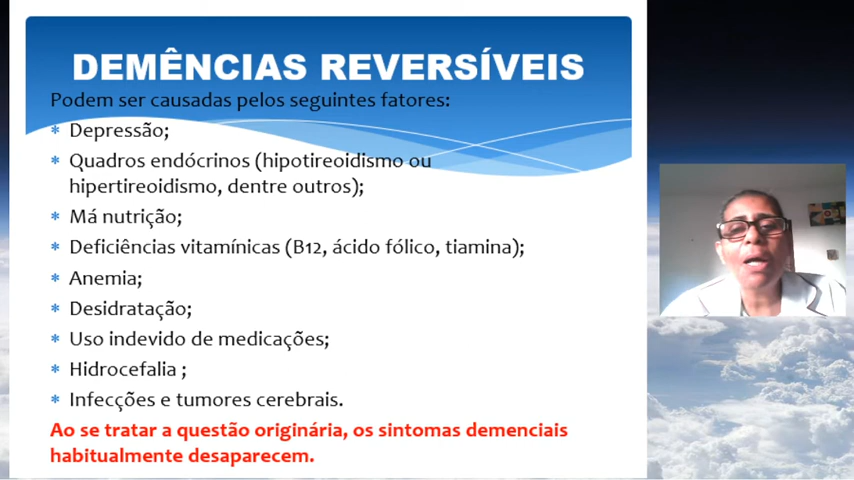 DEMÊNCIAS REVERSÍVEIS
Podem ser causadas pelos seguintes fatores:
* Depressão;
* Quadros endócrinos (hipotireoidismo ou
hipertireoidismo, dentre outros);
* Má nutrição;
* Deficiências vitamínicas (B12, ácido fólico, tiamina);
* Anemia;
* Desidratação;
* Uso indevido de medicações;
* Hidrocefalia ;
* Infecções e tumores cerebrais.
Ao se tratar a questão originária, os sintomas demenciais
habitualmente desaparecem.